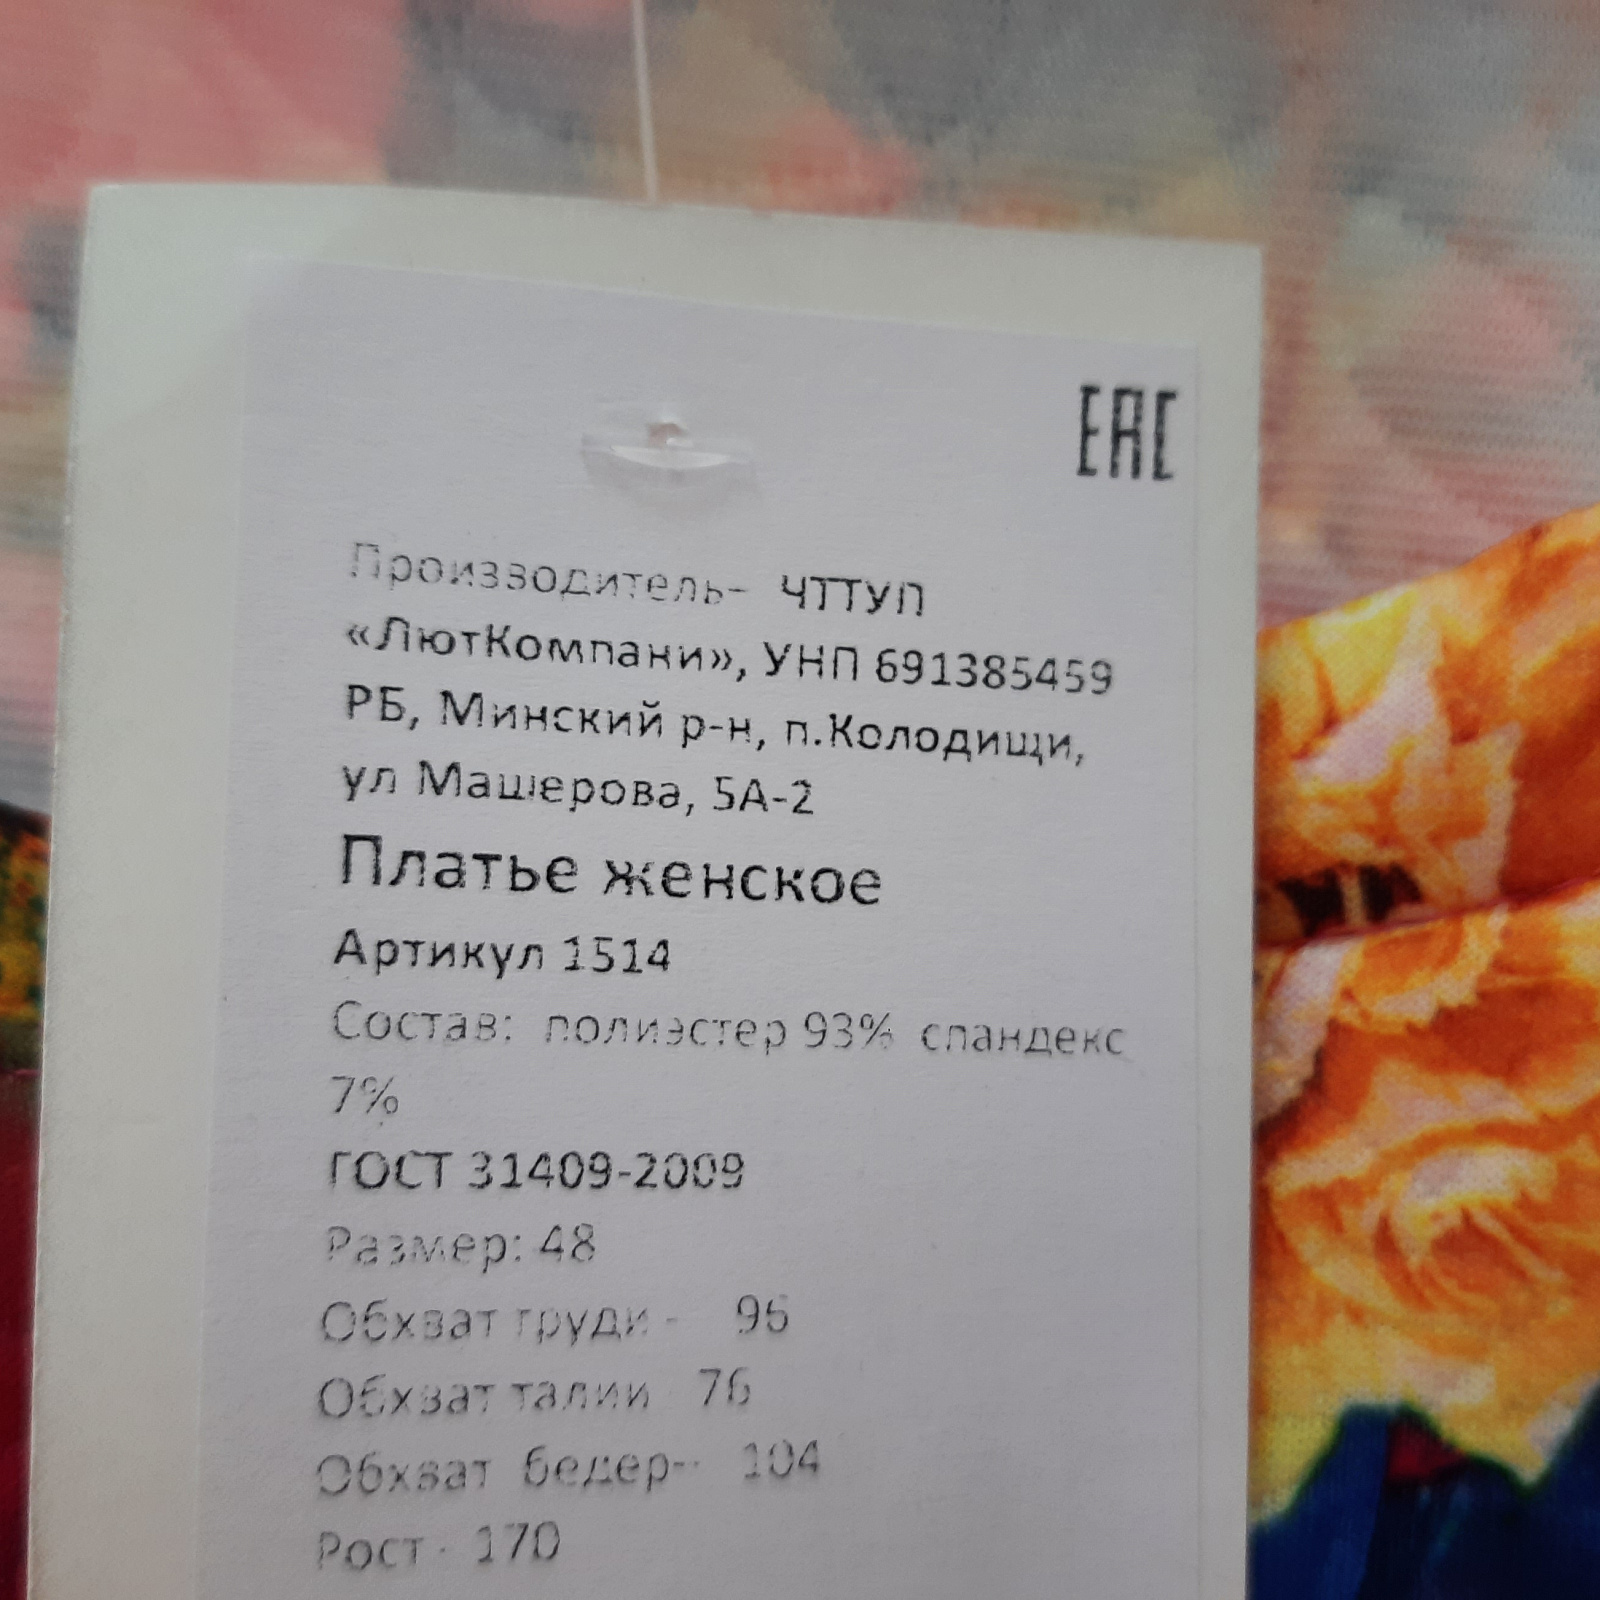 EAC
Производитель- ЧТТУП
«ЛютКомпани», УНП 691385459
РБ, Минский р-н, п.Колодищи,
ул Машерова, 5А-2
Платье женское
Артикул 1514
Состав: полиэстер 93% спандекс
7%
ГОСТ 31409-2009
Размер: 48
Обхват груди - 96
Обхват талии 76
Обхват бедер-- 104
Рост - 170